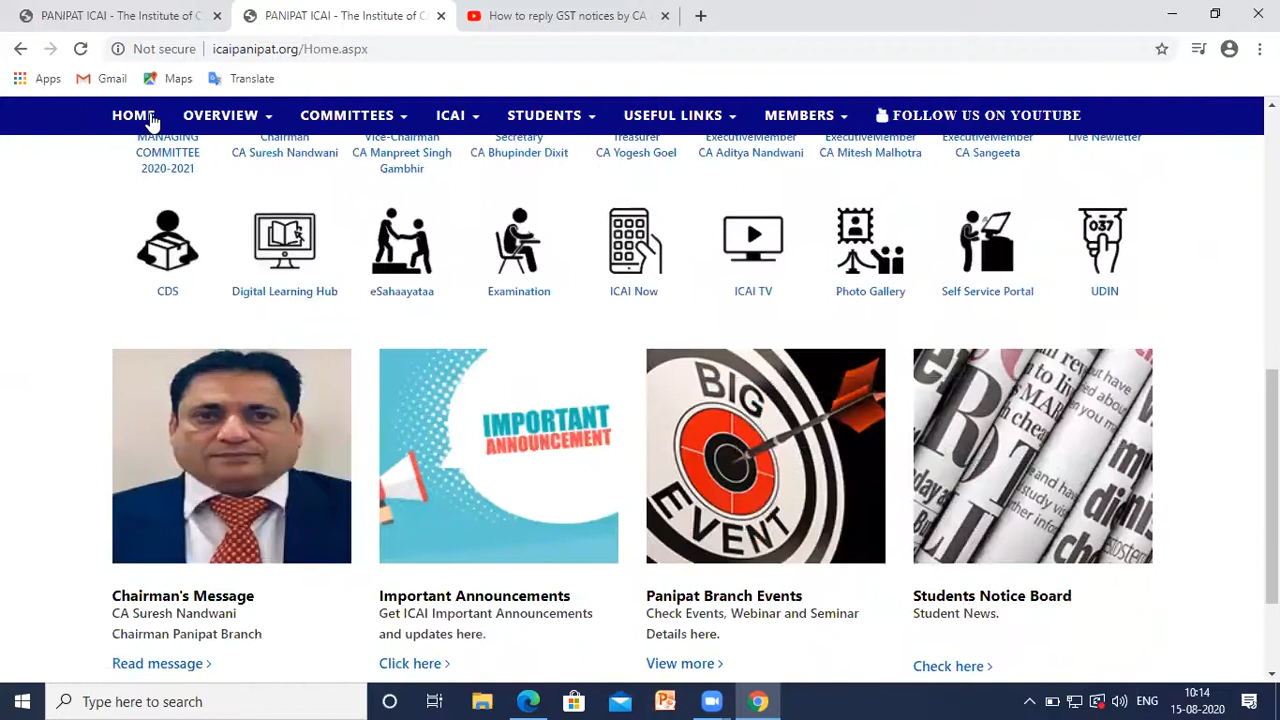 PANIPAT ICAI - The Institute of C
PANIPAT ICAI - The Institute of CA
How to reply GST notices by CA
Not secure
icaipanipat.org/Home.aspx
Apps
Gmail
Maps
Translate
HOME
OVERVIEW
COMMITTEES
ICAI
STUDENTS
USEFUL LINKS
MEMBERS
FOLLOW US ON YOUTUBE
MANAGING
COMMITTEE
2020-2021
Chairman
CA Suresh Nandwani
Vice-Chairman
CA Manpreet Singh
Gambhir
Secretary
CA Bhupinder Dixit
Treasurer
CA Yogesh Goel
ExecutiveMember
CA Aditya Nandwani
ExecutiveMember
CA Mitesh Malhotra
ExecutiveMember
CA Sangeeta
Live Newletter
037
CDS
Digital Learning Hub
eSahaayataa
Examination
ICAI Now
ICAI TV
Photo Gallery
Self Service Portal
UDIN
IMPORTANT
ANNOUNCEMENT
BIG
EVENT
Chairman's Message
CA Suresh Nandwani
Chairman Panipat Branch
Read message
Important Announcements
Get ICAI Important Announcements
and updates here.
Click here
Panipat Branch Events
Check Events, Webinar and Seminar
Details here.
View more
Students Notice Board
Student News.
Check here
Type here to search
ENG
10:14
15-08-2020